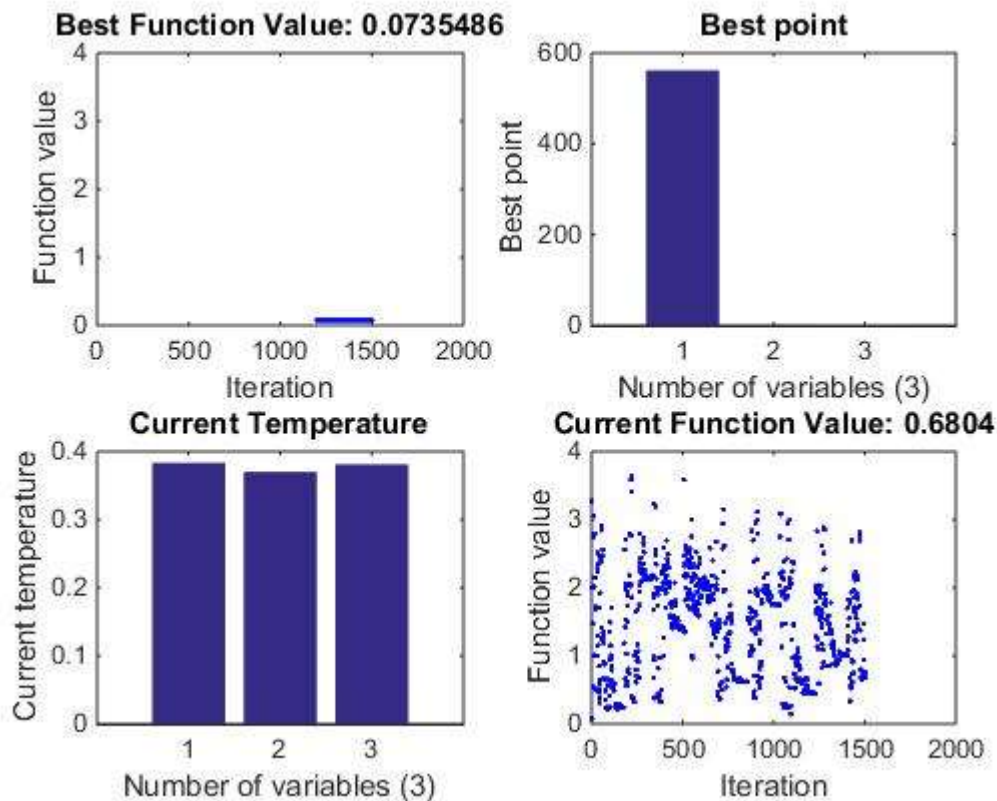 Best Function Value: 0.0735486
4
3
2
1
0
Function value
0
500
1000
1500
2000
Iteration
Best point
600
400
200
0
Best point
1
2
3
Number of variables (3)
Current Temperature
0.4
0.3
0.2
0.1
0
Current temperature
1
2
3
Number of variables (3)
Current Function Value: 0.6804
4
3
2
1
0
Function value
0
500
1000
1500
2000
Iteration